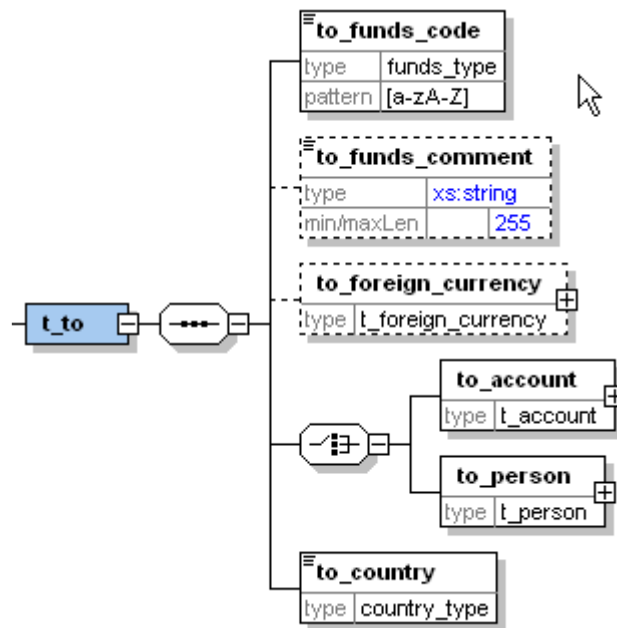 to_funds_code
type funds_type
pattern [a-zA-Z]
to_funds_comment
type xs:string
min/maxLen 255
to_foreign_currency
type t_foreign_currency
t_to
to_account
type t_account
to_person
type t_person
to_country
type country_type